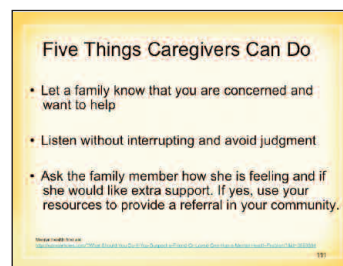 Five Things Caregivers Can Do
• Let a family know that you are concerned and
want to help
• Listen without interrupting and avoid judgment
• Ask the family member how she is feeling and if
she would like extra support. If yes, use your
resources to provide a referral in your community.